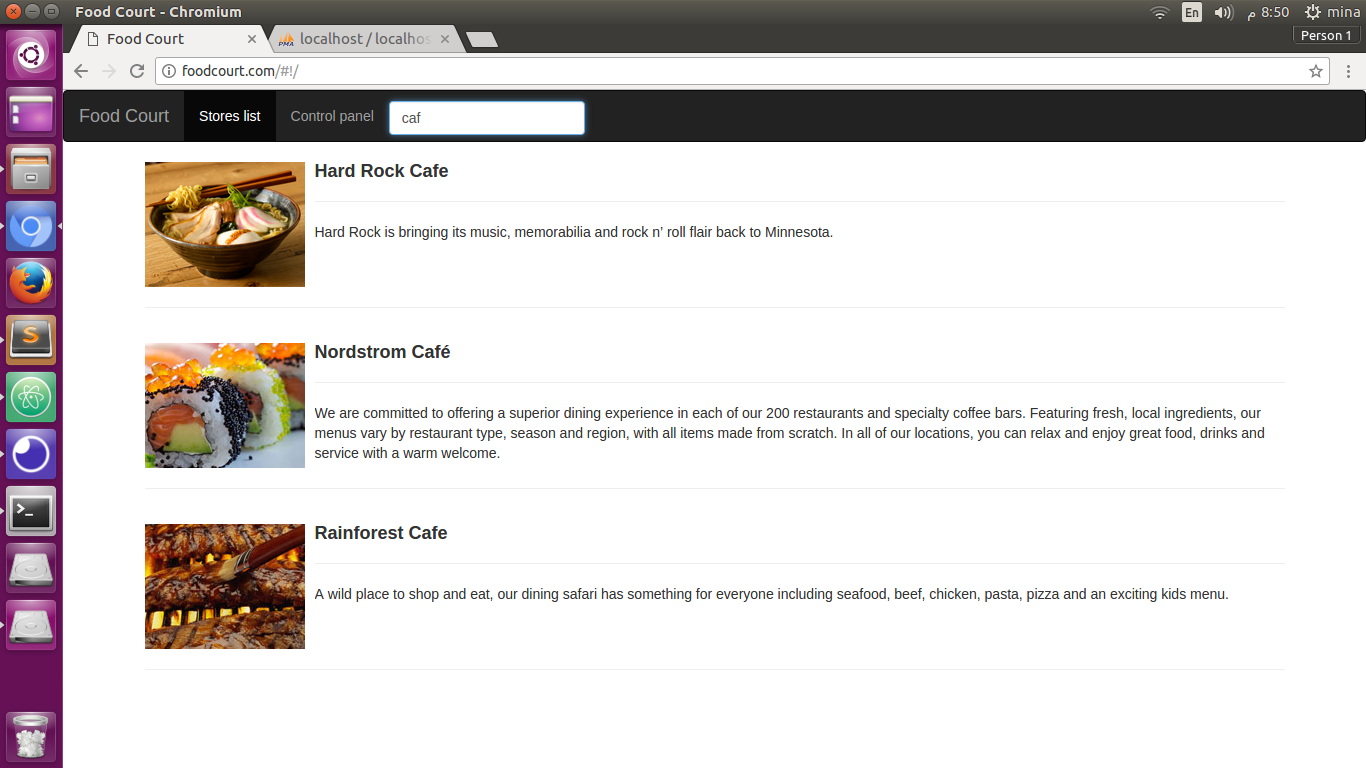 Food Court - Chromium
En
8:50 م
mina
Food Court
PMA
localhost / localhos
Person 1
foodcourt.com/#!/
Food Court
Stores list
Control panel
caf
Hard Rock Cafe
Hard Rock is bringing its music, memorabilia and rock n' roll flair back to Minnesota.
Nordstrom Café
We are committed to offering a superior dining experience in each of our 200 restaurants and specialty coffee bars. Featuring fresh, local ingredients, our
menus vary by restaurant type, season and region, with all items made from scratch. In all of our locations, you can relax and enjoy great food, drinks and
service with a warm welcome.
Rainforest Cafe
A wild place to shop and eat, our dining safari has something for everyone including seafood, beef, chicken, pasta, pizza and an exciting kids menu.